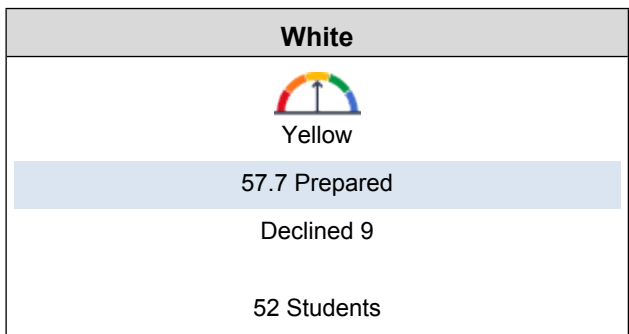 White
Yellow
57.7 Prepared
Declined 9
52 Students